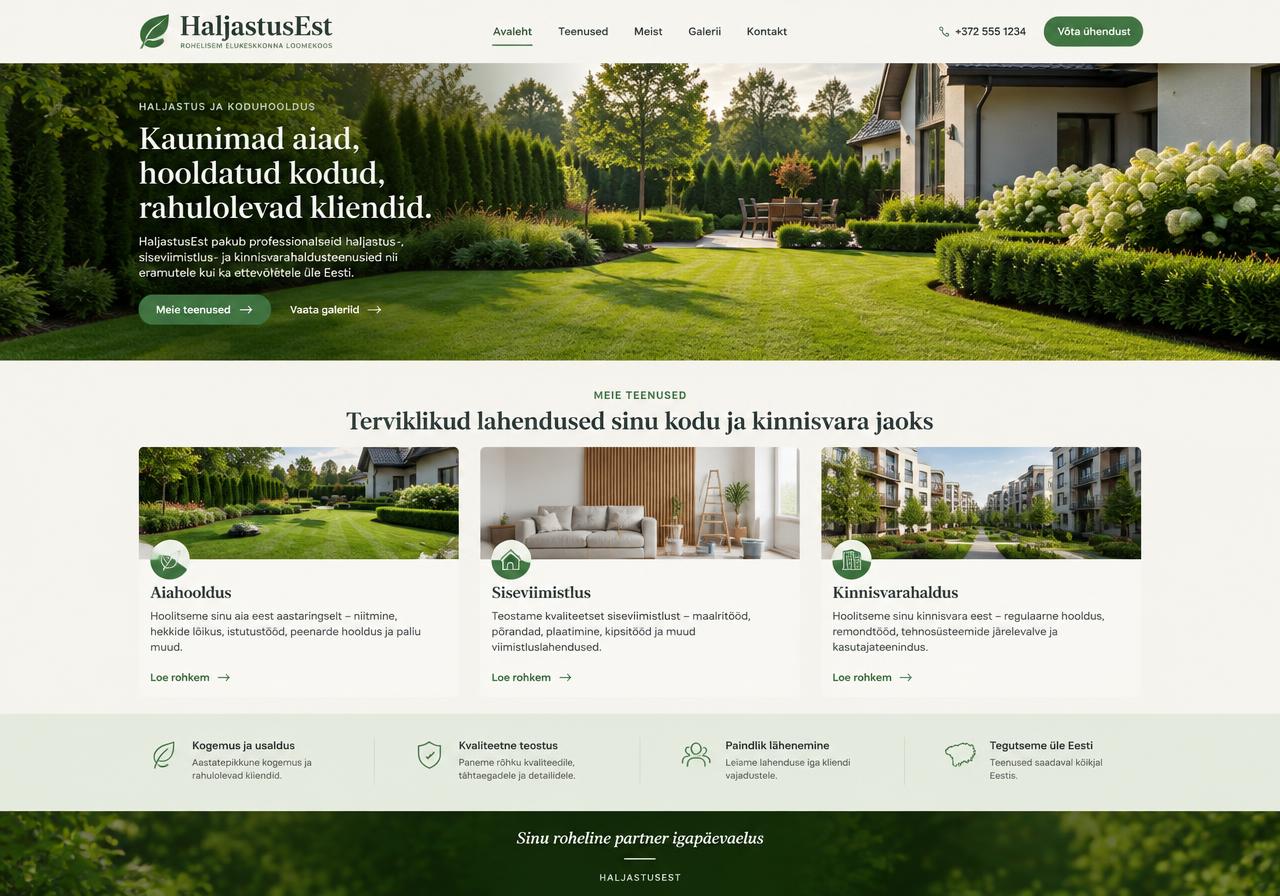 HaljastusEst
ROHELISEM ELUKESKKONNA LOOMEKOOS
Avaleht
Teenused
Meist
Galerii
Kontakt
+372 555 1234
Võta ühendust
HALJASTUS JA KODUHOOLDUS
Kaunimad aiad,
hooldatud kodud,
rahulolevad kliendid.
HaljastusEst pakub professionalseid haljastus-,
siseviimistlus- ja kinnisvarahaldusteenusied nii
eramutele kui ka ettevõtetele üle Eesti.
Meie teenused
Vaata galeriid
MEIE TEENUSED
Terviklikud lahendused sinu kodu ja kinnisvara jaoks
Aiahooldus
Hoolitseme sinu aia eest aastaringselt – niitmine,
hekkide lõikus, istutustööd, peenarde hooldus ja paliu
muud.
Loe rohkem
Siseviimistlus
Teostame kvaliteetset siseviimistlust – maalritööd,
põrandad, plaatimine, kipsitööd ja muud
viimistluslahendused.
Loe rohkem
Kinnisvarahaldus
Hoolitseme sinu kinnisvara eest – regulaarne hooldus,
remondtööd, tehnosüsteemide järelevalve ja
kasutajateenindus.
Loe rohkem
Kogemus ja usaldus
Aastatepikkune kogemus ja
rahulolevad kliendid.
Kvaliteetne teostus
Paneme rõhku kvaliteedile,
tähtaegadele ja detailidele.
Paindlik lähenemine
Leiame lahenduse iga kliendi
vajadustele.
Tegutseme üle Eesti
Teenused saadaval kõikjal
Eestis.
Sinu roheline partner igapäevaelus
HALJASTUSEST